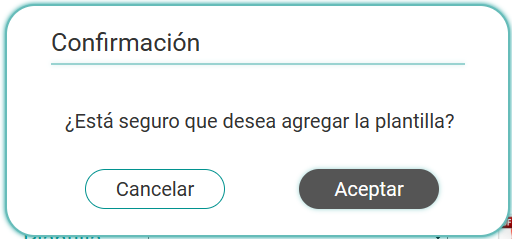 Confirmación
¿Está seguro que desea agregar la plantilla?
Cancelar
Aceptar